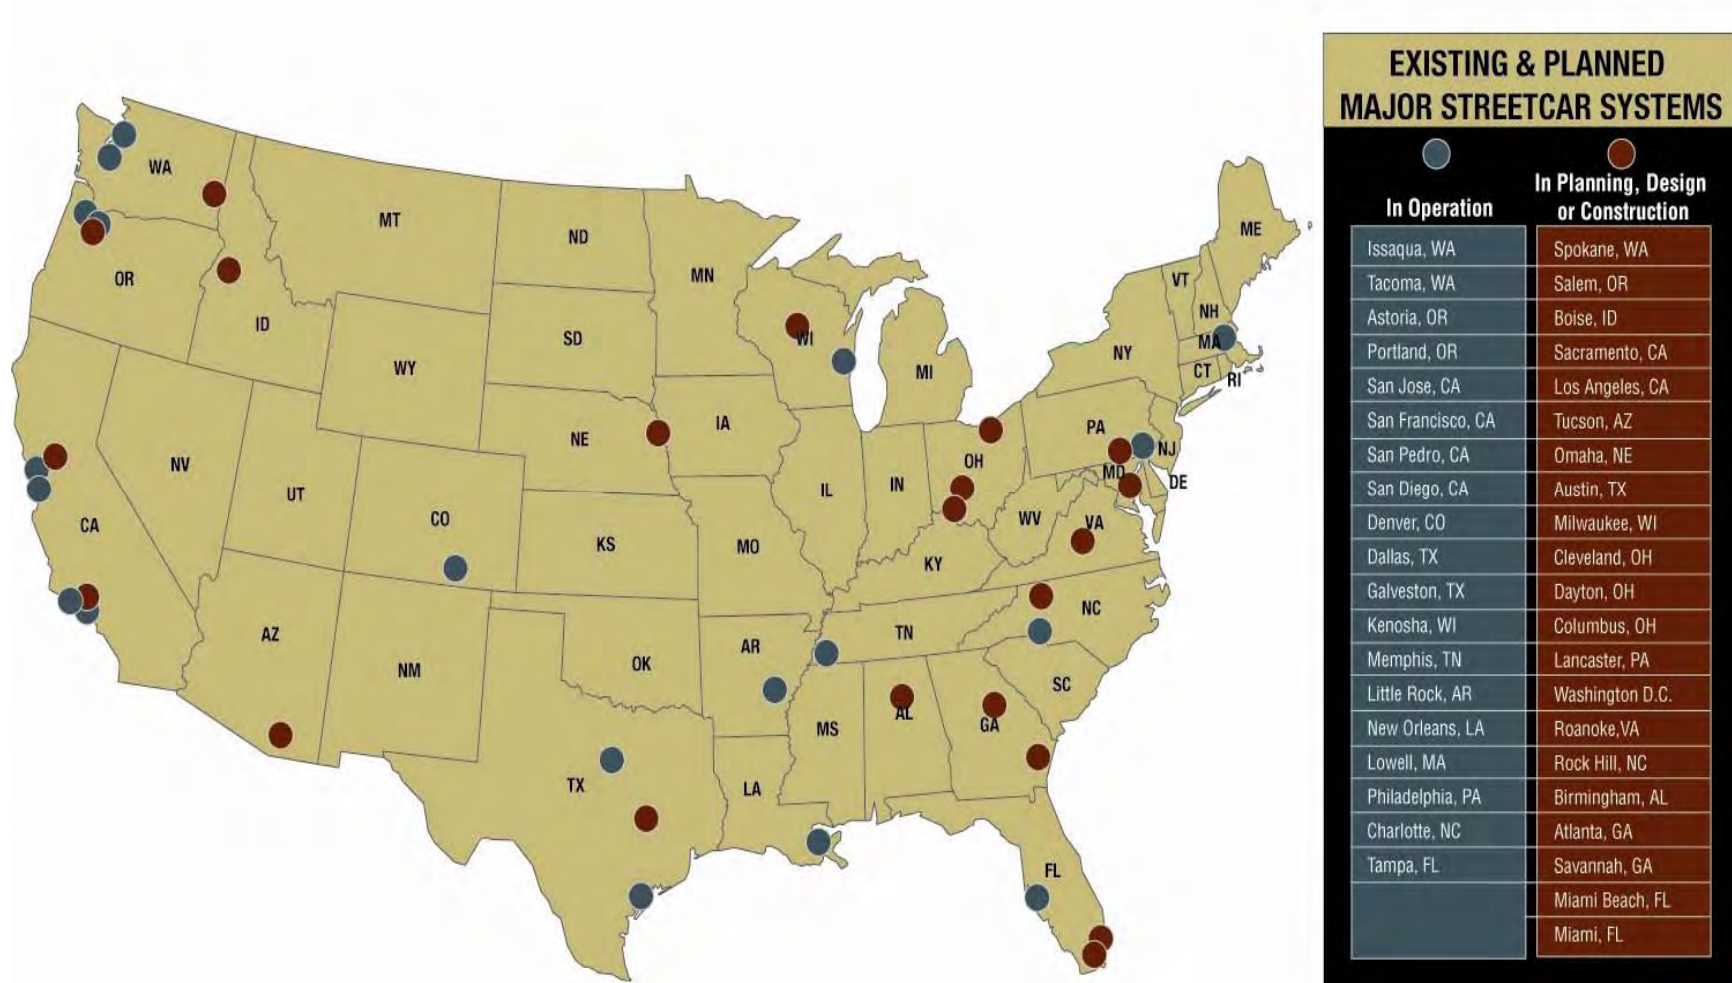 EXISTING & PLANNED
MAJOR STREETCAR SYSTEMS
In Operation
Issaqua, WA
Tacoma, WA
Astoria, OR
Portland, OR
San Jose, CA
San Francisco, CA
San Pedro, CA
San Diego, CA
Denver, CO
Dallas, TX
Galveston, TX
Kenosha, WI
Memphis, TN
Little Rock, AR
New Orleans, LA
Lowell, MA
Philadelphia, PA
Charlotte, NC
Tampa, FL
In Planning, Design
or Construction
Spokane, WA
Salem, OR
Boise, ID
Sacramento, CA
Los Angeles, CA
Tucson, AZ
Omaha, NE
Austin, TX
Milwaukee, WI
Cleveland, OH
Dayton, OH
Columbus, OH
Lancaster, PA
Washington D.C.
Roanoke,VA
Rock Hill, NC
Birmingham, AL
Atlanta, GA
Savannah, GA
Miami Beach, FL
Miami, FL
WA
MT
ND
MN
ME
OR
ID
SD
WI
VT
NH
MA
NY
CT
RI
WY
MI
NE
IA
PA
NJ
NV
UT
CO
IL
IN
OH
MD
DE
CA
KS
MO
WV
VA
KY
AZ
NM
OK
AR
TN
NC
SC
MS
AL
GA
TX
LA
FL